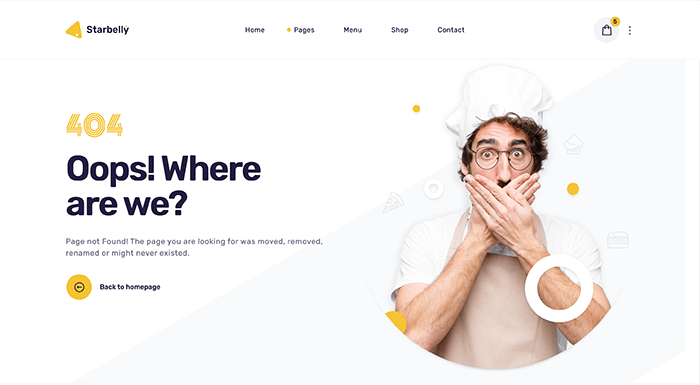 Starbelly
Home Pages Menu Shop Contact
5
404
Oops! Where
are we?
Page not Found! The page you are looking for was moved, removed,
renamed or might never existed.
Back to homepage